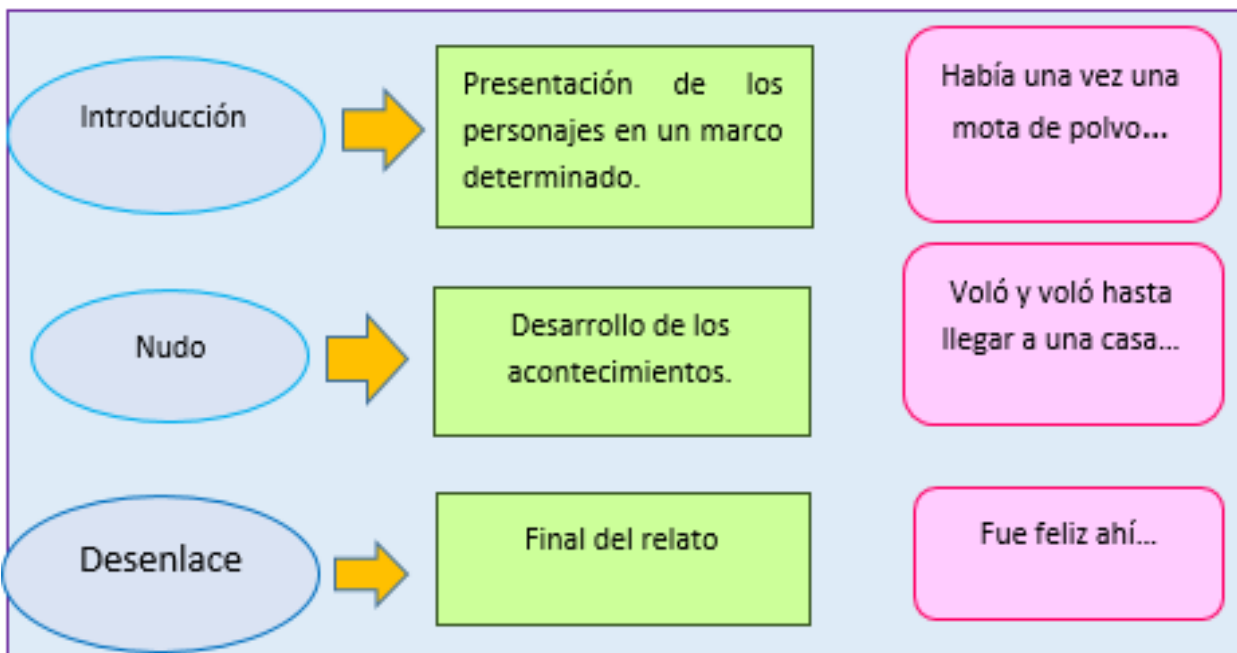 Introducción
Presentación de los
personajes en un marco
determinado.
Había una vez una
mota de polvo...
Nudo
Desarrollo de los
acontecimientos.
Voló y voló hasta
llegar a una casa...
Desenlace
Final del relato
Fue feliz ahí...